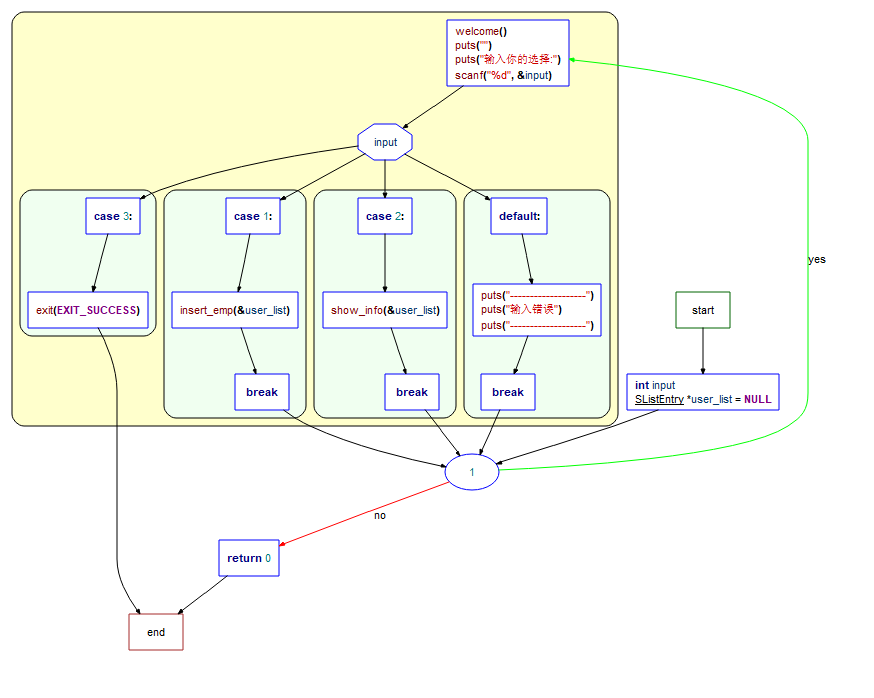 welcome()
puts("")
puts("输入你的选择:")
scanf("%d", &input)
input
case 3:
case 1:
case 2:
default:
exit(EXIT_SUCCESS)
insert_emp(&user_list)
show_info(&user_list)
puts("-------------------")
puts("输入错误")
puts("-------------------")
break
break
break
yes
start
int input
SListEntry *user_list = NULL
1
no
return 0
end